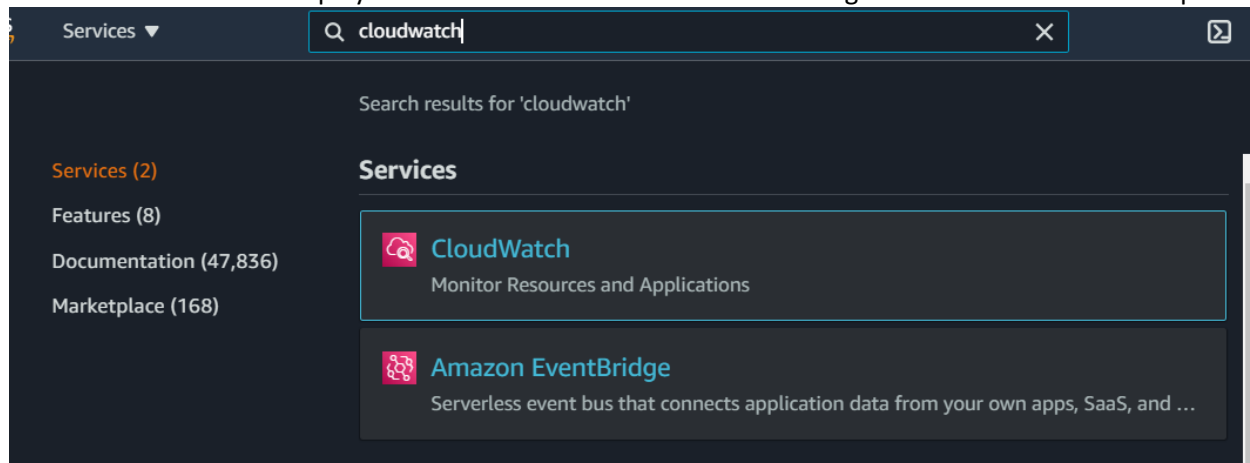 Services ▼
cloudwatch
Search results for 'cloudwatch'
Services (2)
Features (8)
Documentation (47,836)
Marketplace (168)
Services
CloudWatch
Monitor Resources and Applications
Amazon EventBridge
Serverless event bus that connects application data from your own apps, SaaS, and ...